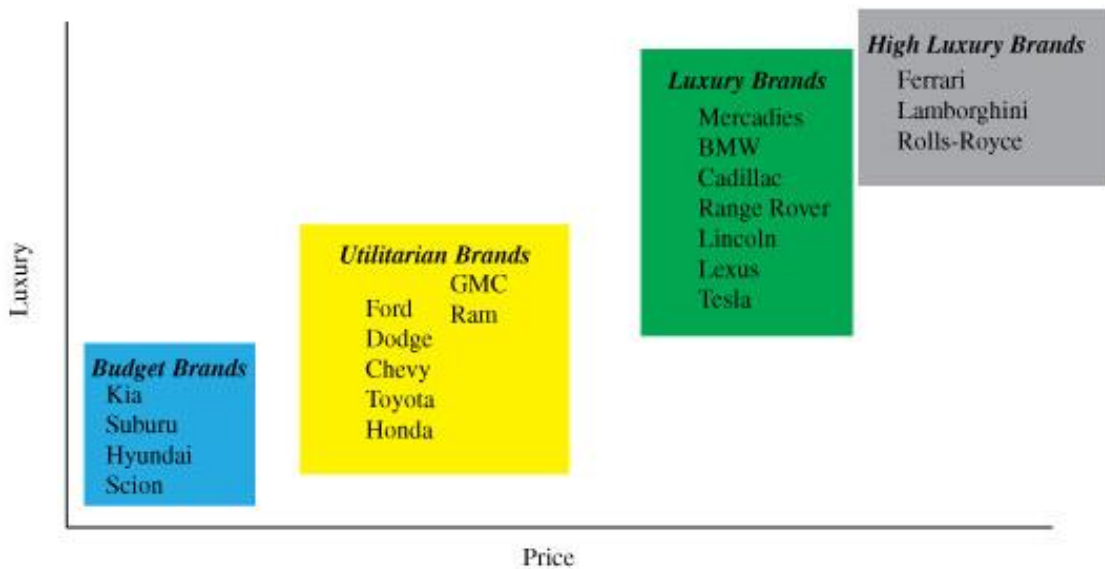 High Luxury Brands
Ferrari
Lamborghini
Rolls-Royce
Luxury Brands
Mercadies
BMW
Cadillac
Range Rover
Lincoln
Lexus
Tesla
Utilitarian Brands
GMC
Ram
Ford
Dodge
Chevy
Toyota
Honda
Budget Brands
Kia
Suburu
Hyundai
Scion
Luxury
Price